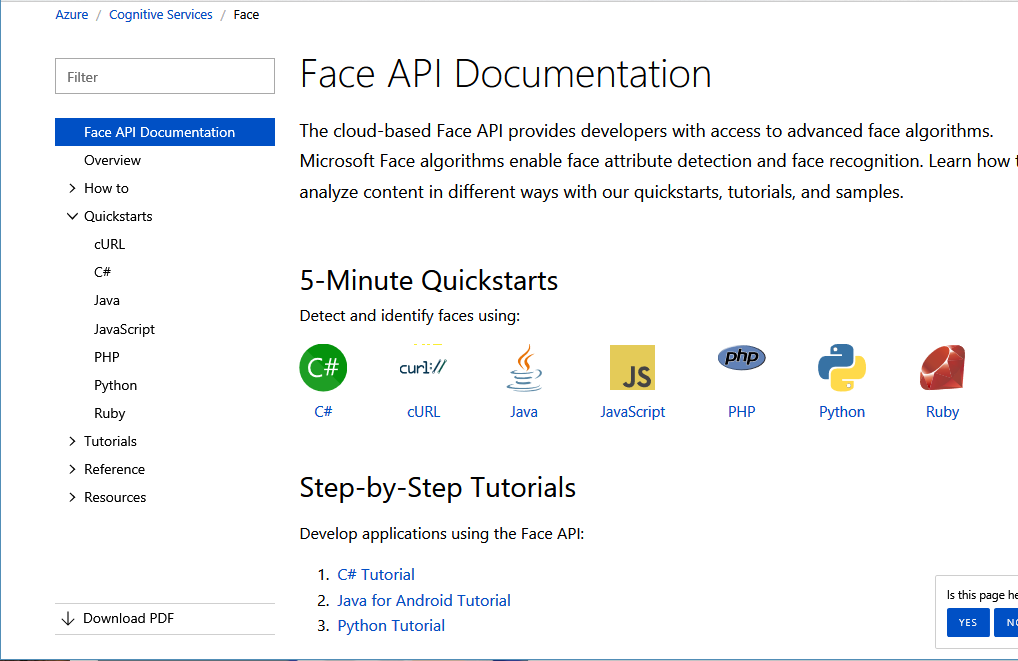 Azure / Cognitive Services / Face
Filter
Face API Documentation
Overview
How to
Quickstarts
cURL
C#
Java
JavaScript
PHP
Python
Ruby
Tutorials
Reference
Resources
Download PDF
Face API Documentation
The cloud-based Face API provides developers with access to advanced face algorithms.
Microsoft Face algorithms enable face attribute detection and face recognition. Learn how
analyze content in different ways with our quickstarts, tutorials, and samples.
5-Minute Quickstarts
Detect and identify faces using:
C# curl:// JS php
C# cURL Java JavaScript PHP Python Ruby
Step-by-Step Tutorials
Develop applications using the Face API:
1. C# Tutorial
2. Java for Android Tutorial
3. Python Tutorial
Is this page
YES